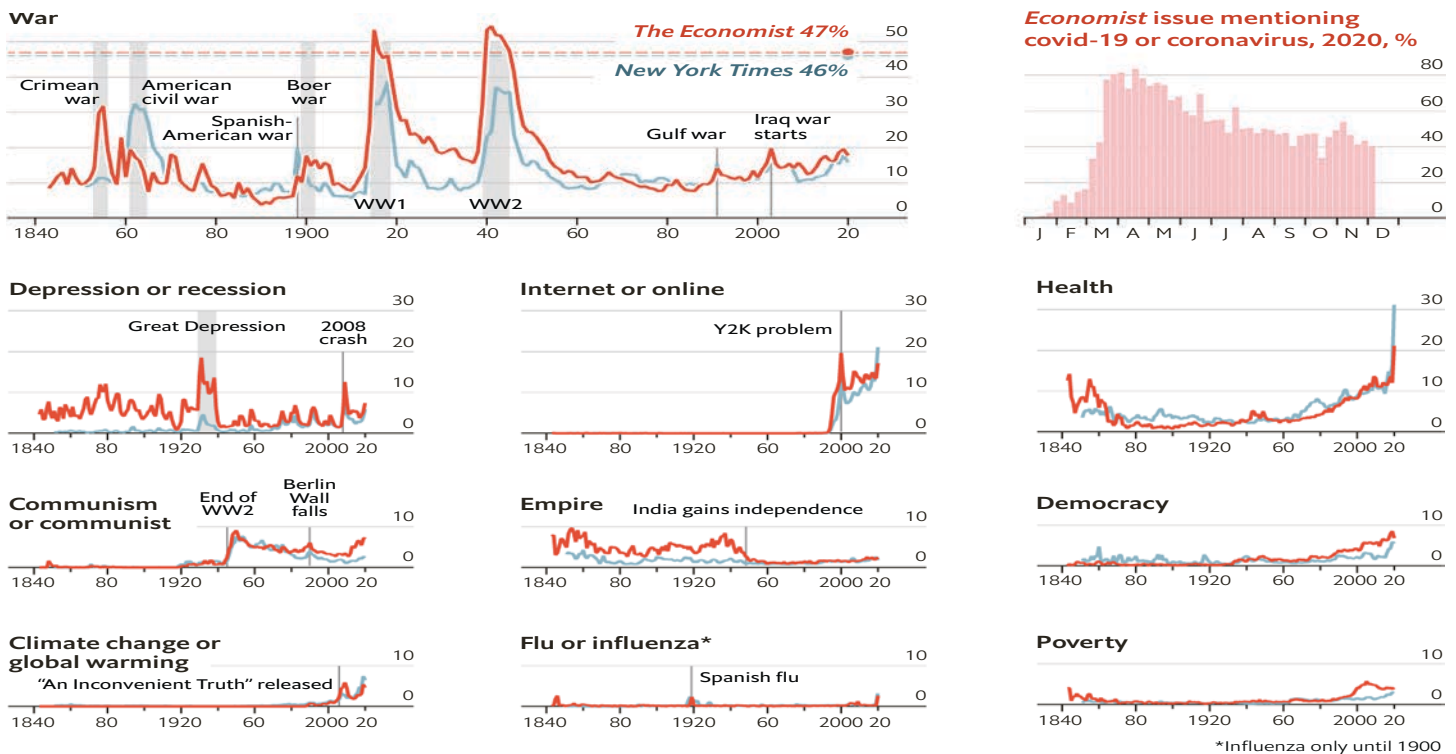 War
50
40
30
20
10
0
The Economist 47%
New York Times 46%
Crimean
war
American
civil war
Boer
war
Spanish-
American war
Gulf war
Iraq war
starts
WW1
WW2
1840
60
80
1900
20
40
60
80
2000
20
Economist issue mentioning
covid-19 or coronavirus, 2020, %
80
60
40
20
0
J F M A M J J A S O N D
Depression or recession
30
20
10
0
Great Depression
2008
crash
1840 80 1920 60 2000 20
Internet or online
30
20
10
0
Y2K problem
1840 80 1920 60 2000 20
Health
30
20
10
0
1840 80 1920 60 2000 20
Communism
or communist
End of
WW2
Berlin
Wall
falls
10
0
1840 80 1920 60 2000 20
Empire
India gains independence
10
0
1840 80 1920 60 2000 20
Democracy
10
0
1840 80 1920 60 2000 20
Climate change or
global warming
"An Inconvenient Truth" released
10
0
1840 80 1920 60 2000 20
Flu or influenza*
Spanish flu
10
0
1840 80 1920 60 2000 20
Poverty
10
0
1840 80 1920 60 2000 20
*Influenza only until 1900